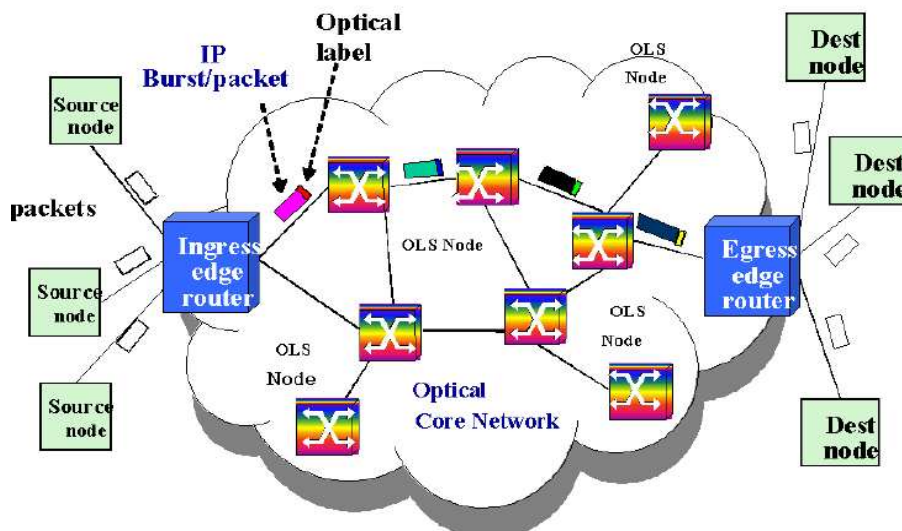 Optical
label
IP
Burst/packet
OLS
Node
Dest
node
Source
node
Dest
node
packets
Ingress
edge
router
OLS Node
Egress
edge
router
Source
node
OLS
Node
OLS
Node
Source
node
Optical
Core Network
Dest
node